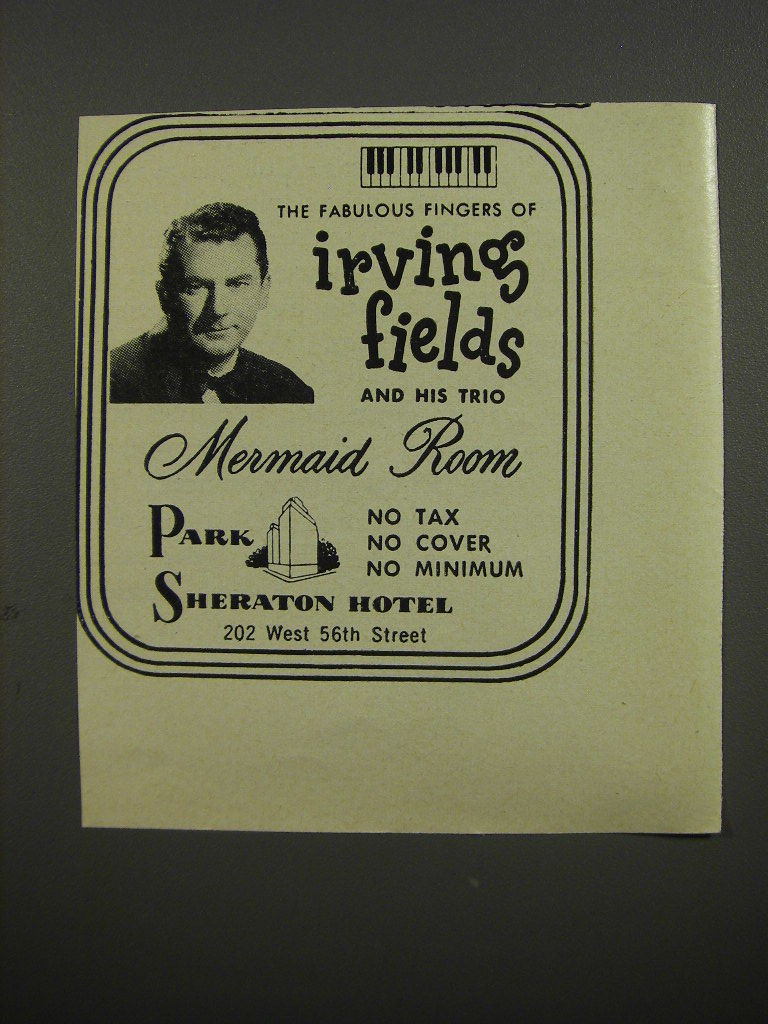 THE FABULOUS FINGERS OF
irving
fields
AND HIS TRIO
Mermaid Room
PARK
SHERATON HOTEL
NO TAX
NO COVER
NO MINIMUM
202 West 56th Street